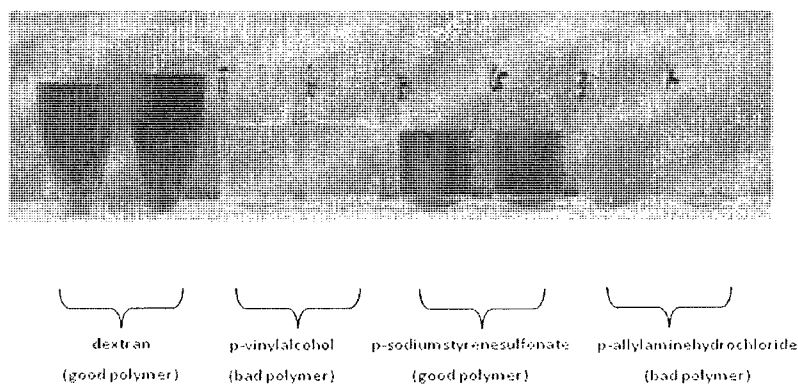 dextran p-vinylalcohol p-sodiumstyrenesulfonate p-allylaminehydrochloride
(good polymer) (bad polymer) (good polymer) (bad polymer)